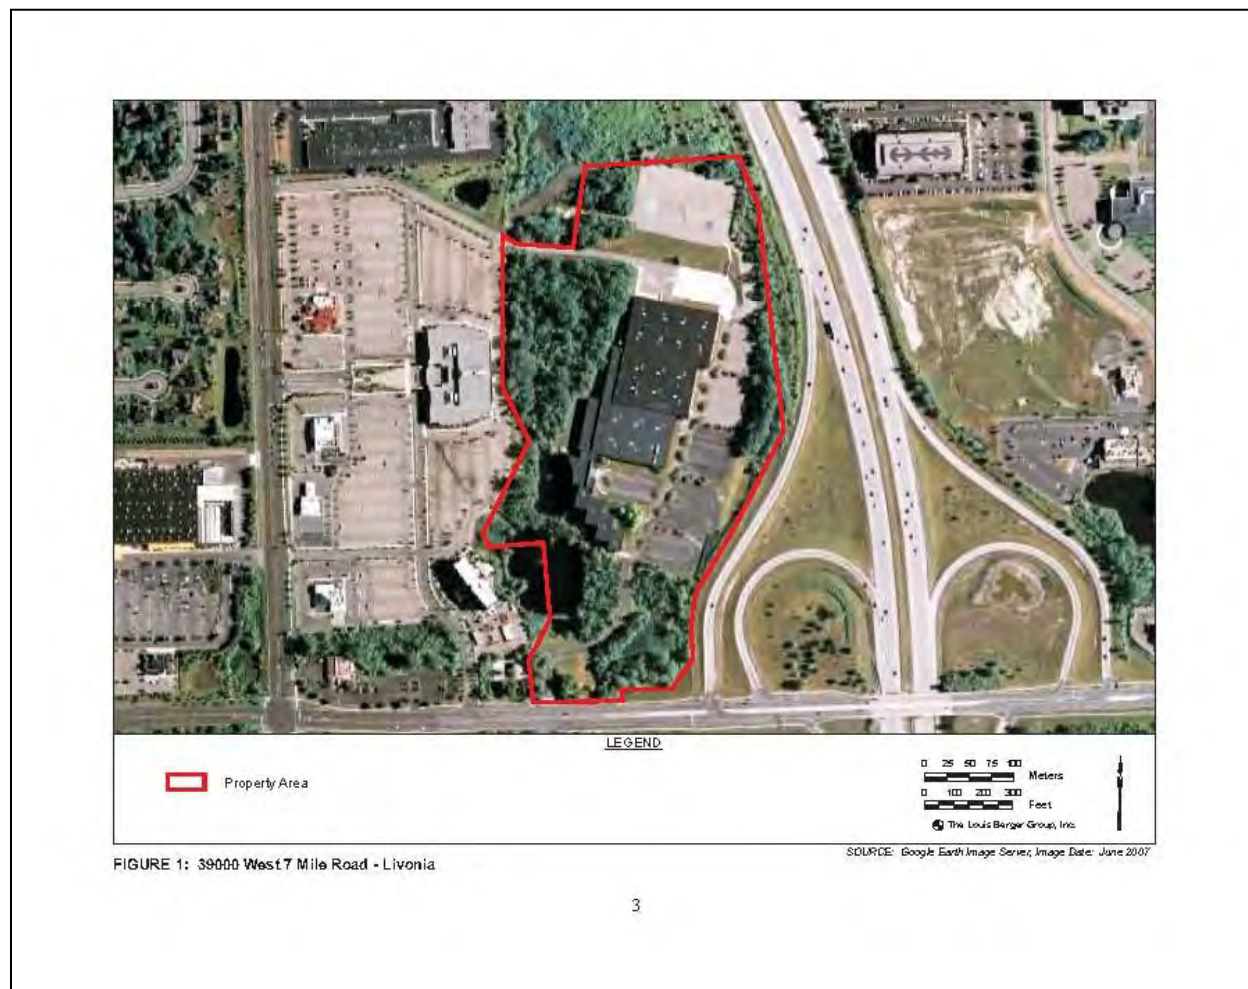 LEGEND
Property Area
0 25 50 75 100
Meters
0 100 200 300
Feet
The Louis Berger Group, Inc.
SOURCE: Google Earth Image Server, Image Date: June 2007
FIGURE 1: 39000 West 7 Mile Road - Livonia
3